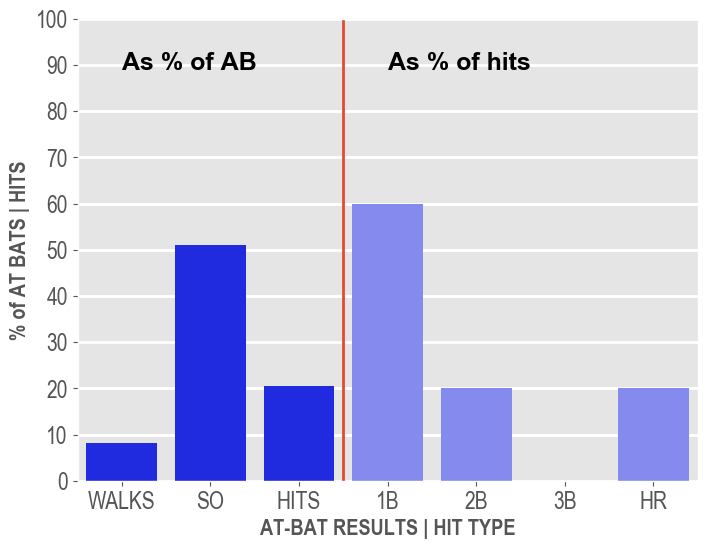 100
90
80
70
60
50
40
30
20
10
0
% of AT BATS | HITS
As % of AB
As % of hits
WALKS SO HITS 1B 2B 3B HR
AT-BAT RESULTS | HIT TYPE